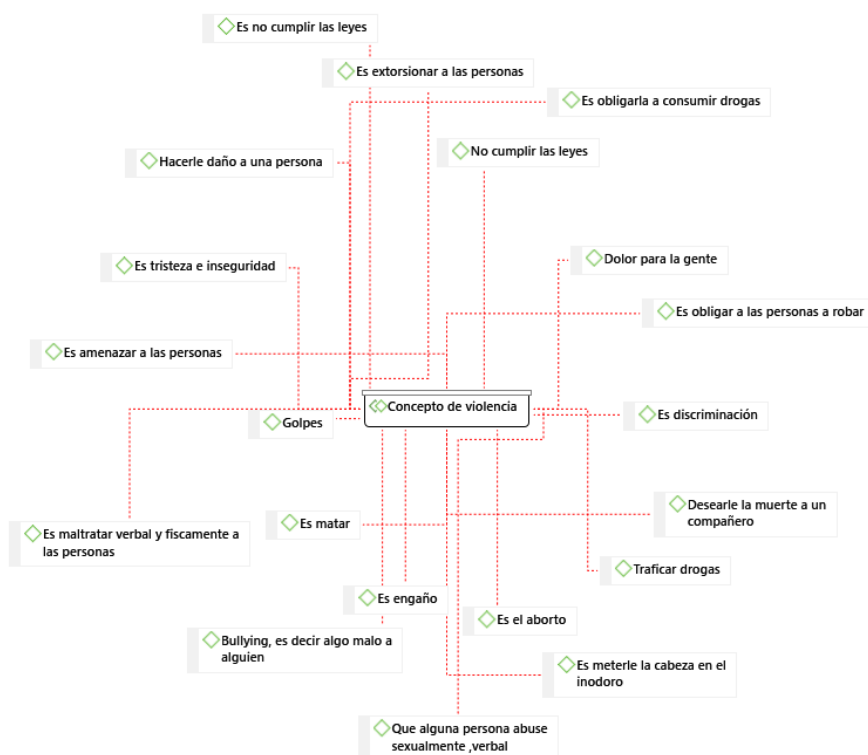 Es no cumplir las leyes
Es extorsionar a las personas
Es obligarla a consumir drogas
No cumplir las leyes
Hacerle daño a una persona
Dolor para la gente
Es tristeza e inseguridad
Es obligar a las personas a robar
Es amenazar a las personas
Concepto de violencia
Golpes
Es discriminación
Desearle la muerte a un
compañero
Es matar
Es maltratar verbal y fiscamente a
las personas
Traficar drogas
Es engaño
Es el aborto
Bullying, es decir algo malo a
alguien
Es meterle la cabeza en el
inodoro
Que alguna persona abuse
sexualmente ,verbal